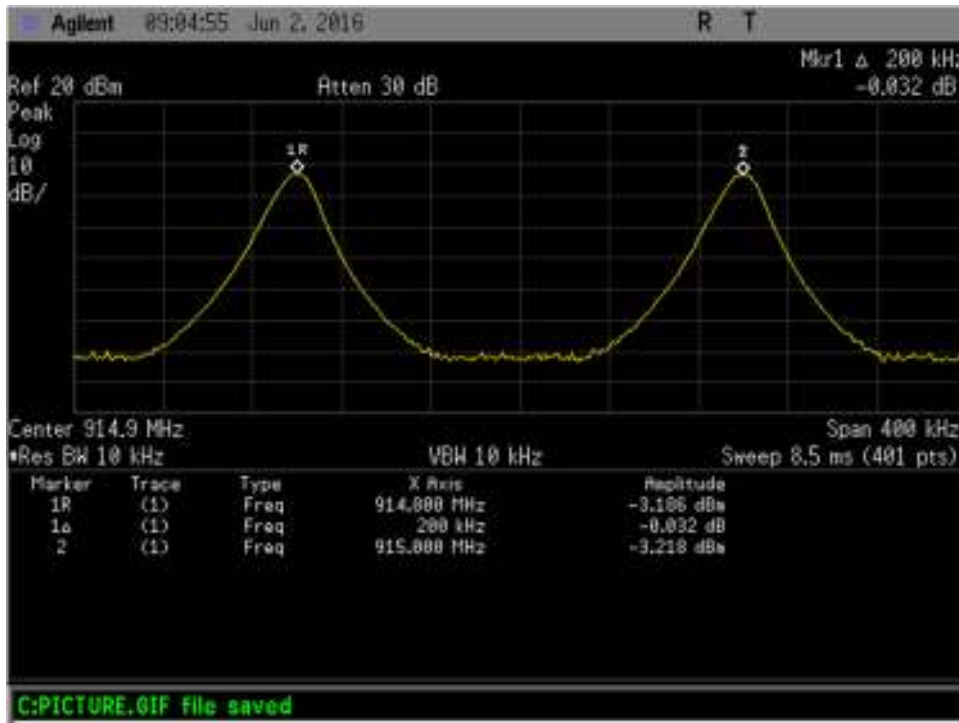 Agilent 09:04:55 Jun 2, 2016 R T
Mkr1 Δ 200 kHz
Ref 20 dBm Atten 30 dB -0.032 dB
Peak
Log
10
dB/
1R
2
Center 914.9 MHz Span 400 kHz
#Res BW 10 kHz VBW 10 kHz Sweep 8.5 ms (401 pts)
Marker Trace Type X Axis Amplitude
1R (1) Freq 914.800 MHz -3.186 dBm
1Δ (1) Freq 200 kHz -0.032 dB
2 (1) Freq 915.000 MHz -3.218 dBm
C:PICTURE.GIF file saved